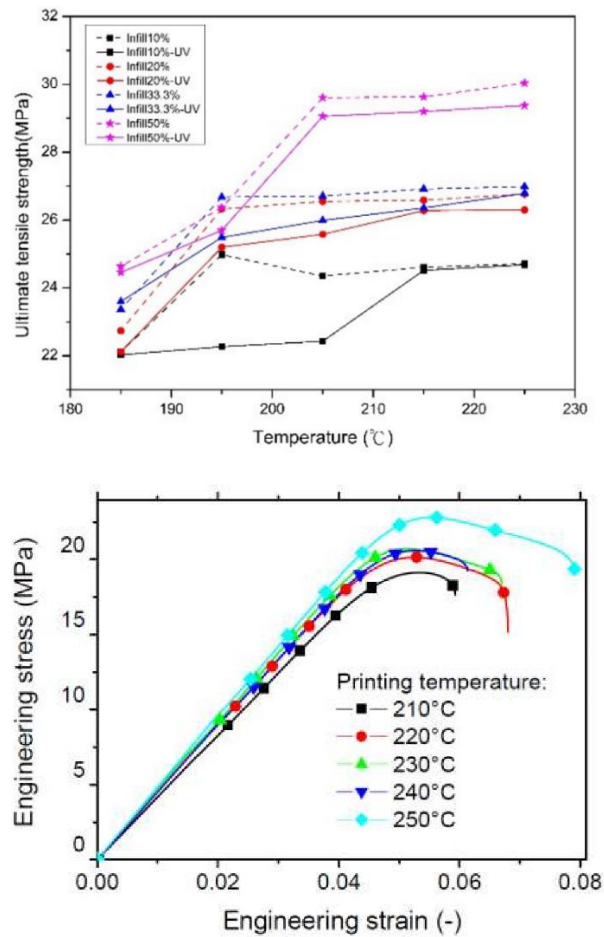 32
30
28
26
24
22
Ultimate tensile strength(MPa)
Infill10%
Infill10%-UV
Infill20%
Infill20%-UV
Infill33.3%
Infill33.3%-UV
Infill50%
Infill50%-UV
180 190 200 210 220 230
Temperature (℃)
20
15
10
5
0
Engineering stress (MPa)
Printing temperature:
210°C
220°C
230°C
240°C
250°C
0.00 0.02 0.04 0.06 0.08
Engineering strain (-)